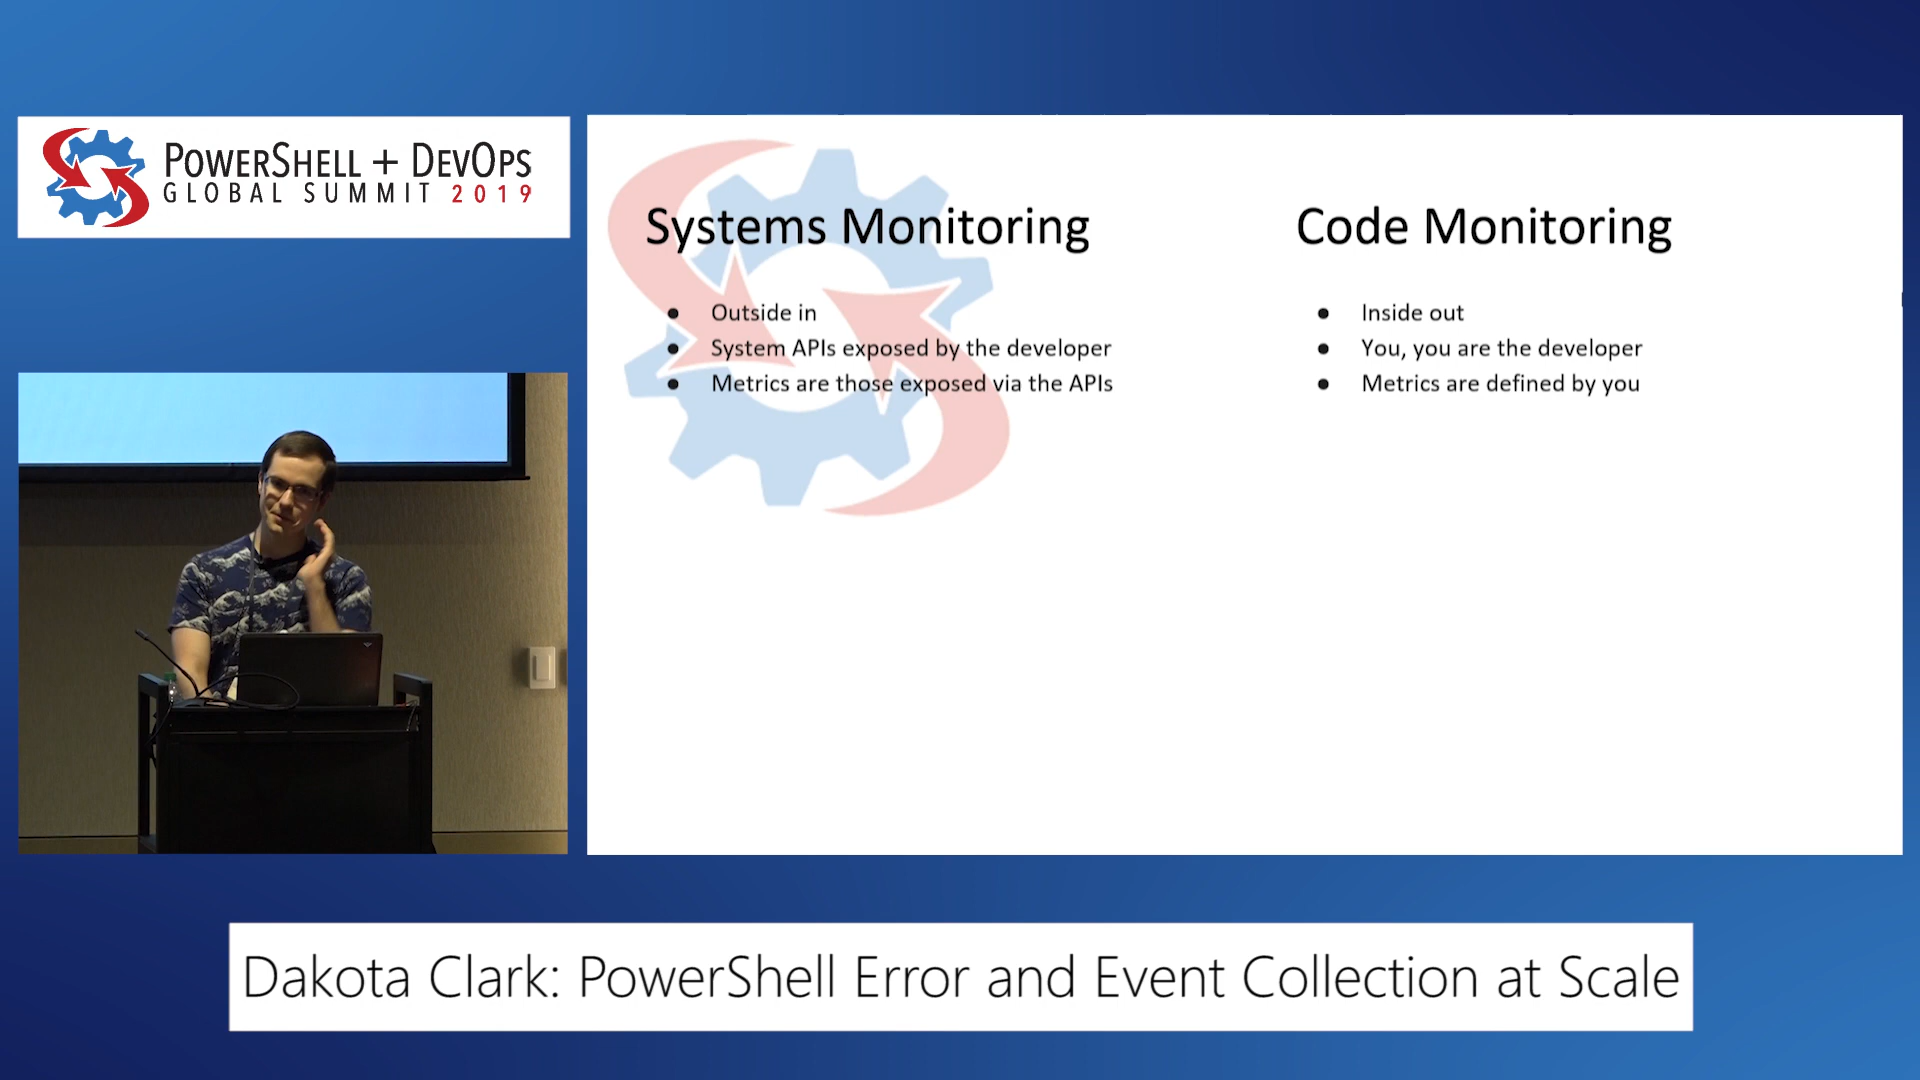 POWERSHELL + DEVOPS
GLOBAL SUMMIT 2019
Systems Monitoring
● Outside in
● System APIs exposed by the developer
● Metrics are those exposed via the APIs
Code Monitoring
● Inside out
● You, you are the developer
● Metrics are defined by you
Dakota Clark: PowerShell Error and Event Collection at Scale